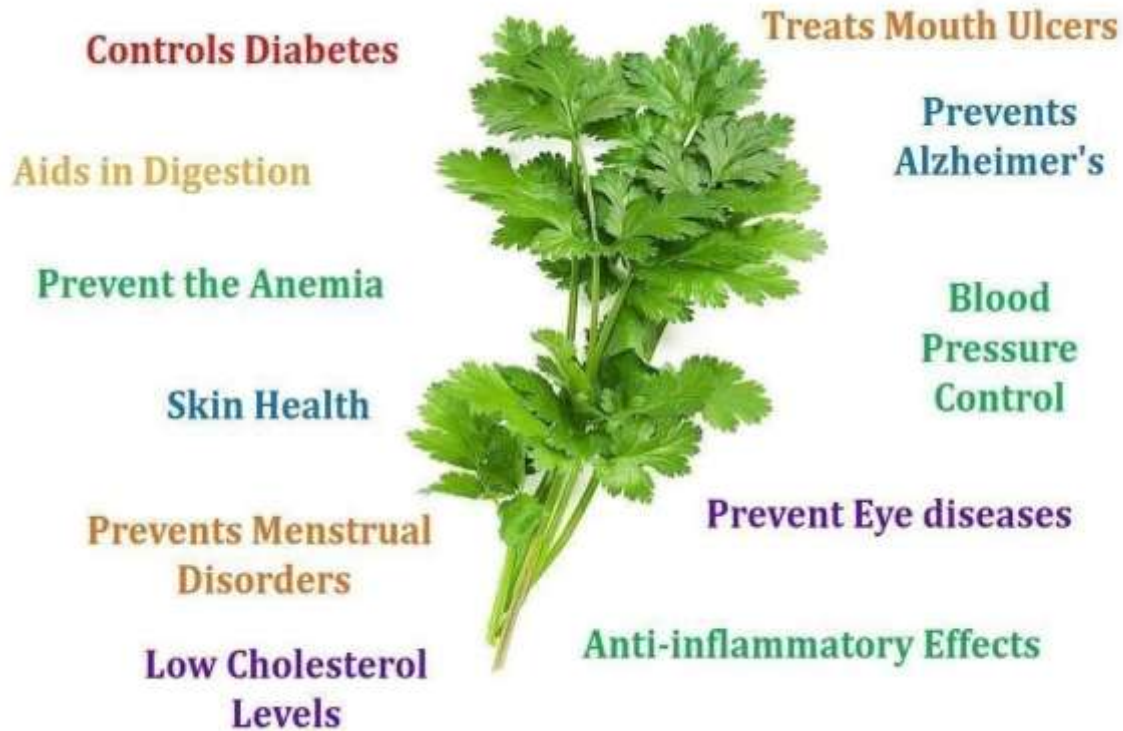 Controls Diabetes
Treats Mouth Ulcers
Prevents
Alzheimer's
Aids in Digestion
Prevent the Anemia
Blood
Pressure
Control
Skin Health
Prevents Menstrual
Disorders
Prevent Eye diseases
Anti-inflammatory Effects
Low Cholesterol
Levels